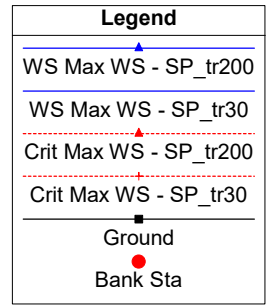 Legend
WS Max WS - SP_tr200
WS Max WS - SP_tr30
Crit Max WS - SP_tr200
Crit Max WS - SP_tr30
Ground
Bank Sta